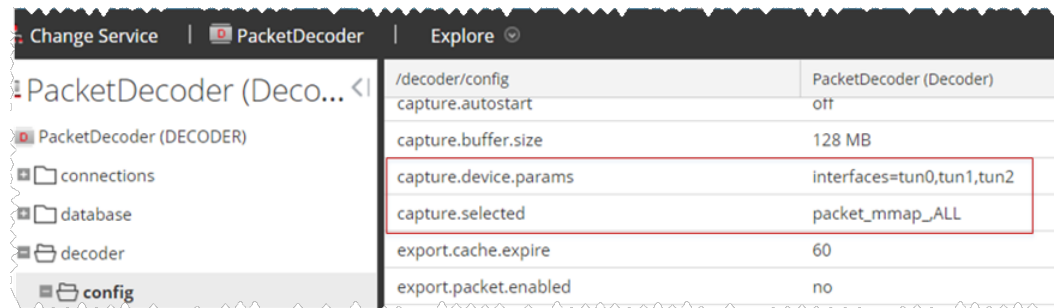 Change Service | PacketDecoder | Explore
PacketDecoder (Deco...
PacketDecoder (DECODER)
connections
database
decoder
config
/decoder/config PacketDecoder (Decoder)
capture.autostart off
capture.buffer.size 128 MB
capture.device.params interfaces=tun0,tun1,tun2
capture.selected packet_mmap_,ALL
export.cache.expire 60
export.packet.enabled no